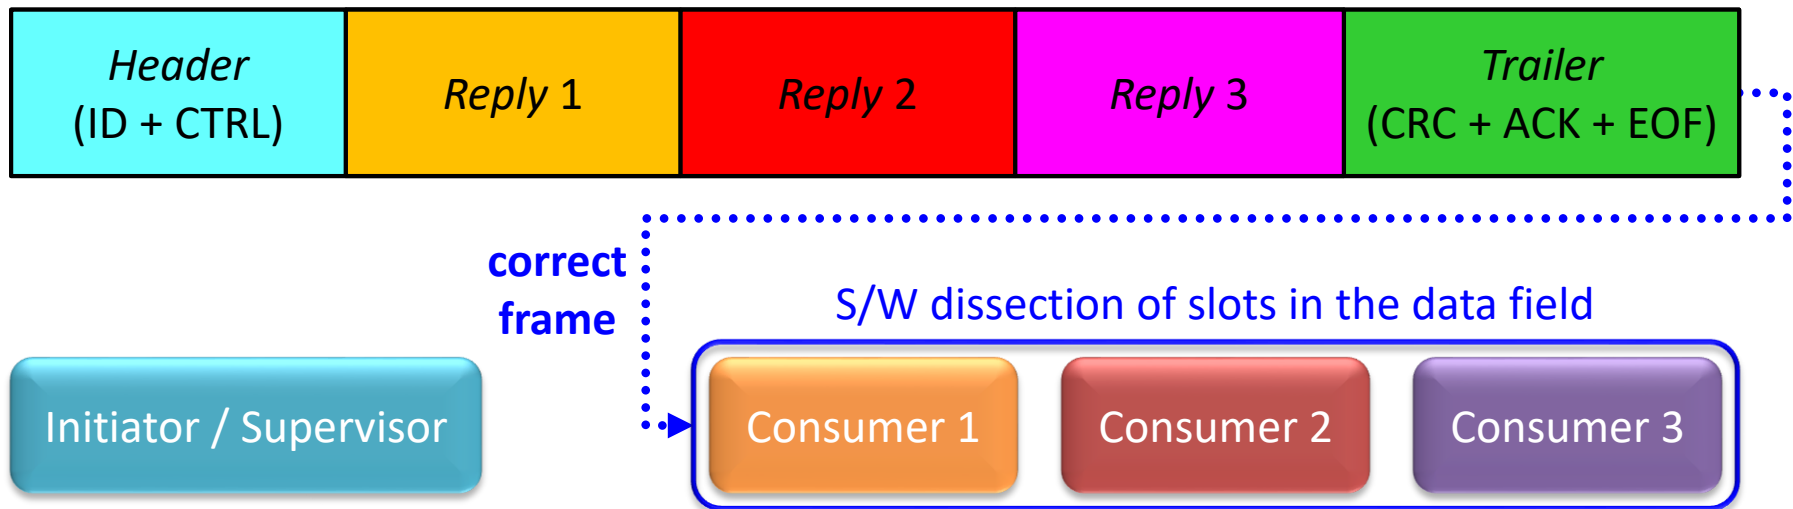 Header
(ID + CTRL)
Reply 1
Reply 2
Reply 3
Trailer
(CRC + ACK + EOF)
correct
frame
S/W dissection of slots in the data field
Initiator / Supervisor
Consumer 1
Consumer 2
Consumer 3